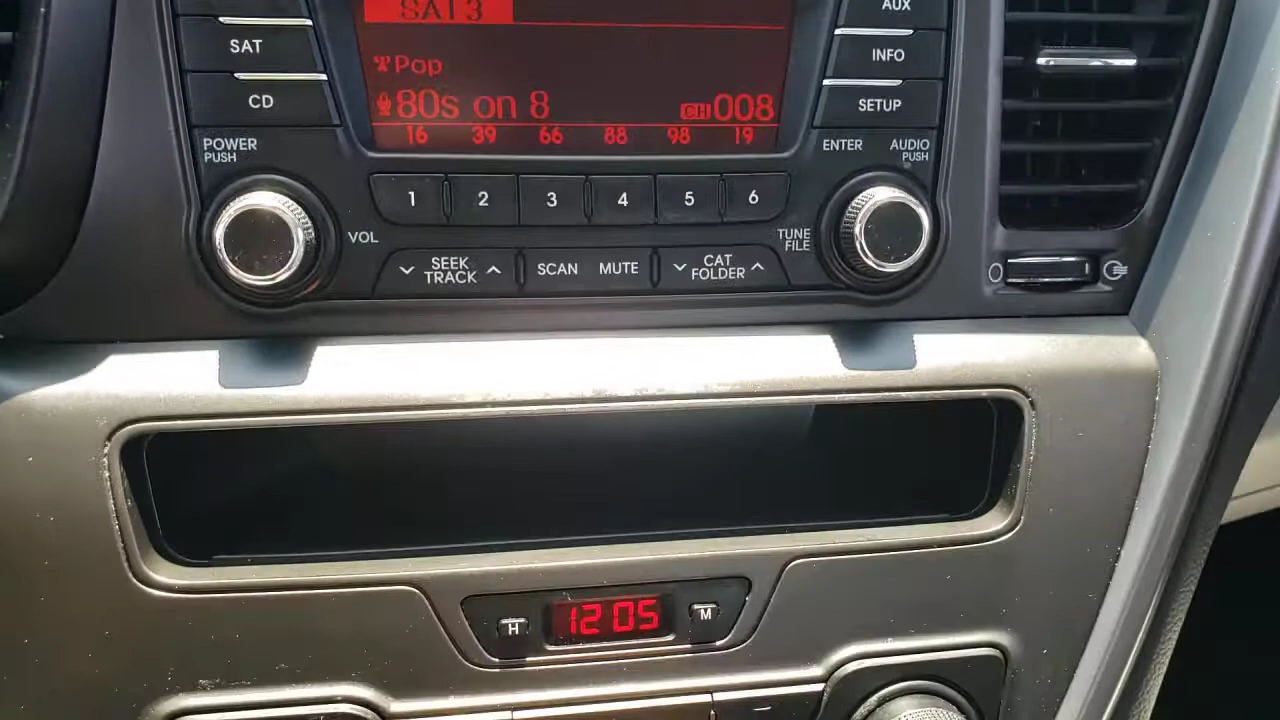 AUX
SAT3
SAT
INFO
Pop
CD
80s on 8
CH 008
SETUP
16 39 66 88 98 19
POWER
PUSH
ENTER
AUDIO
PUSH
1 2 3 4 5 6
VOL
TUNE
FILE
SEEK
TRACK
SCAN
MUTE
CAT
FOLDER
H
12 05
M